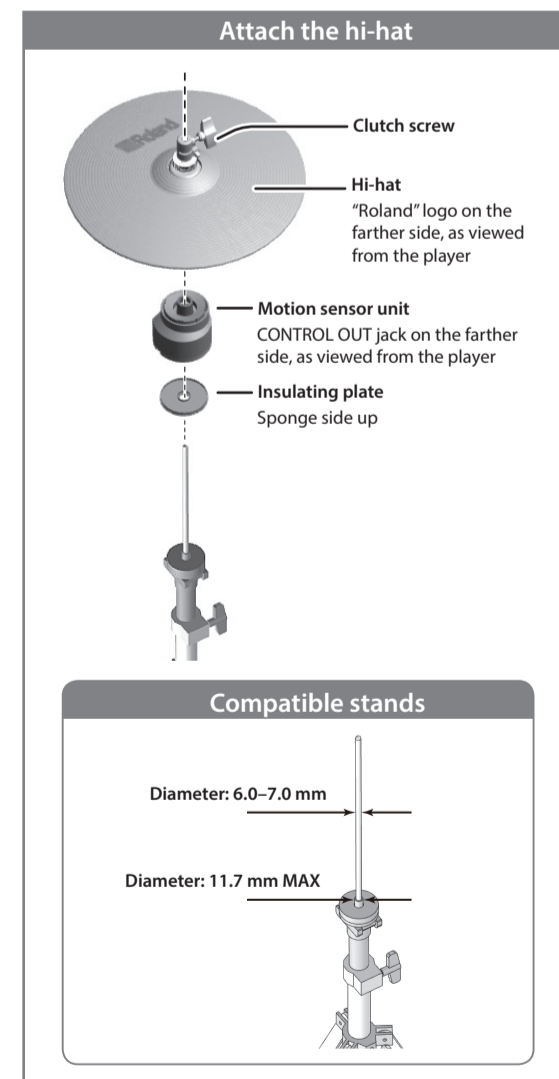 Attach the hi-hat
Roland
Clutch screw
Hi-hat
“Roland” logo on the
farther side, as viewed
from the player
Motion sensor unit
CONTROL OUT jack on the farther
side, as viewed from the player
Insulating plate
Sponge side up
Compatible stands
Diameter: 6.0–7.0 mm
Diameter: 11.7 mm MAX